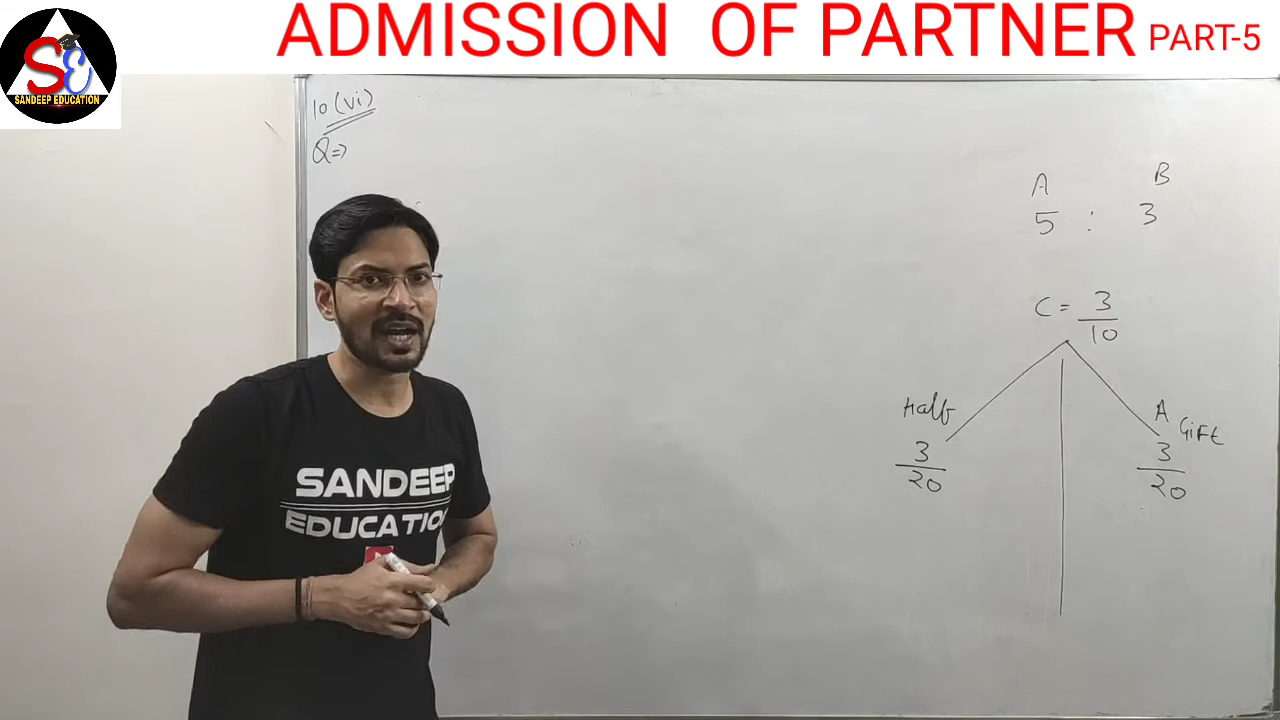 ADMISSION OF PARTNER PART-5
SE
SANDEEP EDUCATION
10 (vi)
Q⇒
A B
5 : 3
C = 3/10
Half
3/20
A Gift
3/20
SANDEEP
EDUCATION